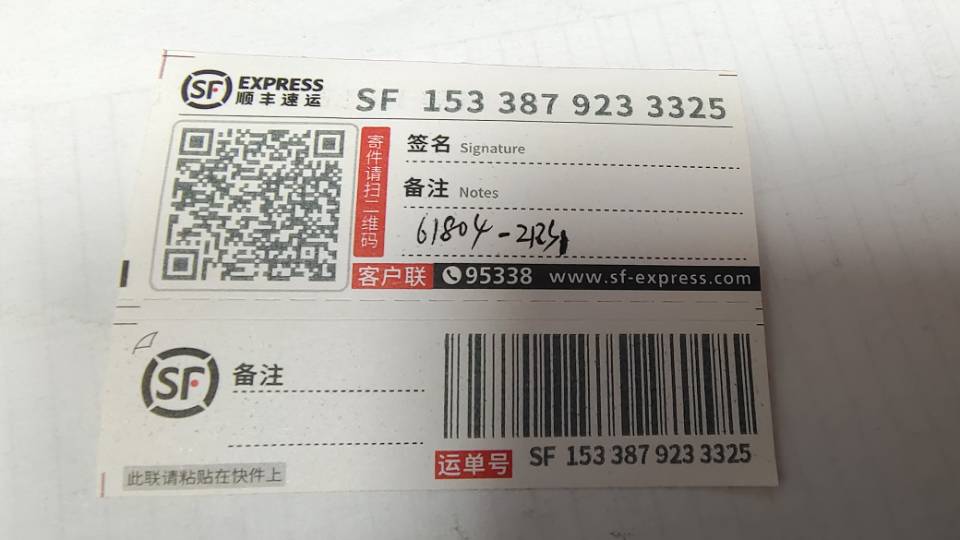 SF EXPRESS
顺丰速运
SF 153 387 923 3325
寄件请扫二维码
签名 Signature
备注 Notes
61804-
客户联 95338 www.sf-express.com
SF 备注
运单号 SF 153 387 923 3325
此联请粘贴在快件上